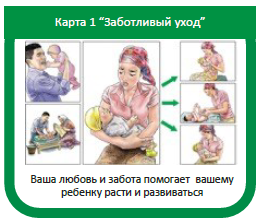 Карта 1 “Заботливый уход”
Ваша любовь и забота помогает вашему
ребенку расти и развиваться